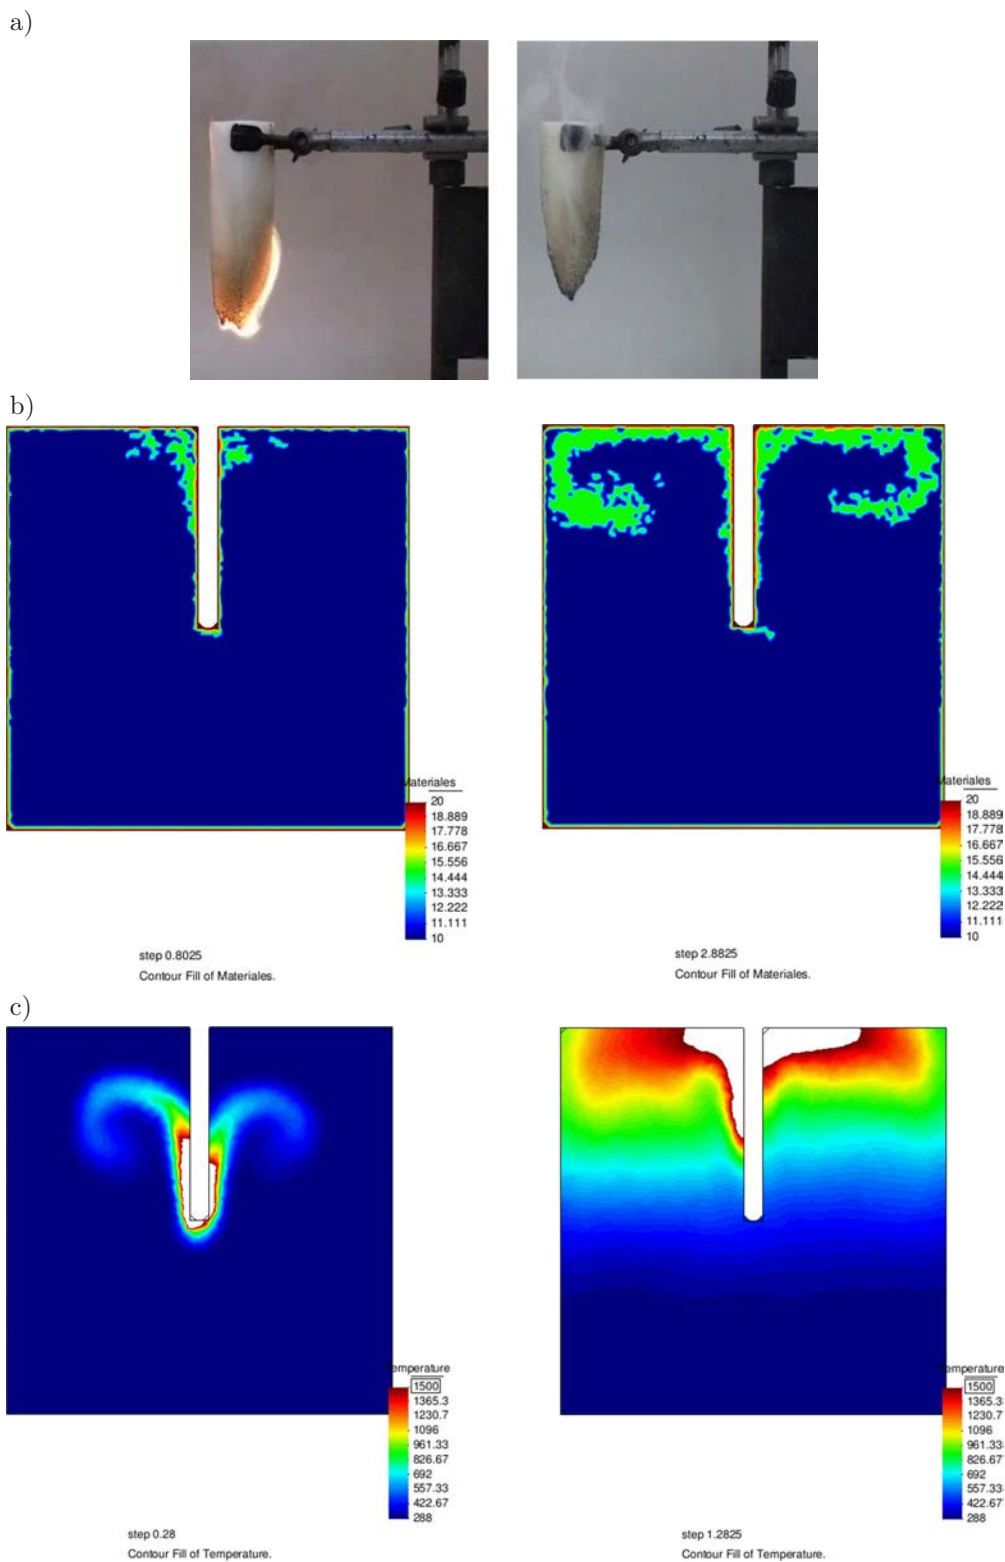 a)
b)
Materiales
20
18.889
17.778
16.667
15.556
14.444
13.333
12.222
11.111
10
step 0.8025
Contour Fill of Materiales.
Materiales
20
18.889
17.778
16.667
15.556
14.444
13.333
12.222
11.111
10
step 2.8825
Contour Fill of Materiales.
c)
Temperature
1500
1365.3
1230.7
1096
961.33
826.67
692
557.33
422.67
288
step 0.28
Contour Fill of Temperature.
Temperature
1500
1365.3
1230.7
1096
961.33
826.67
692
557.33
422.67
288
step 1.2825
Contour Fill of Temperature.